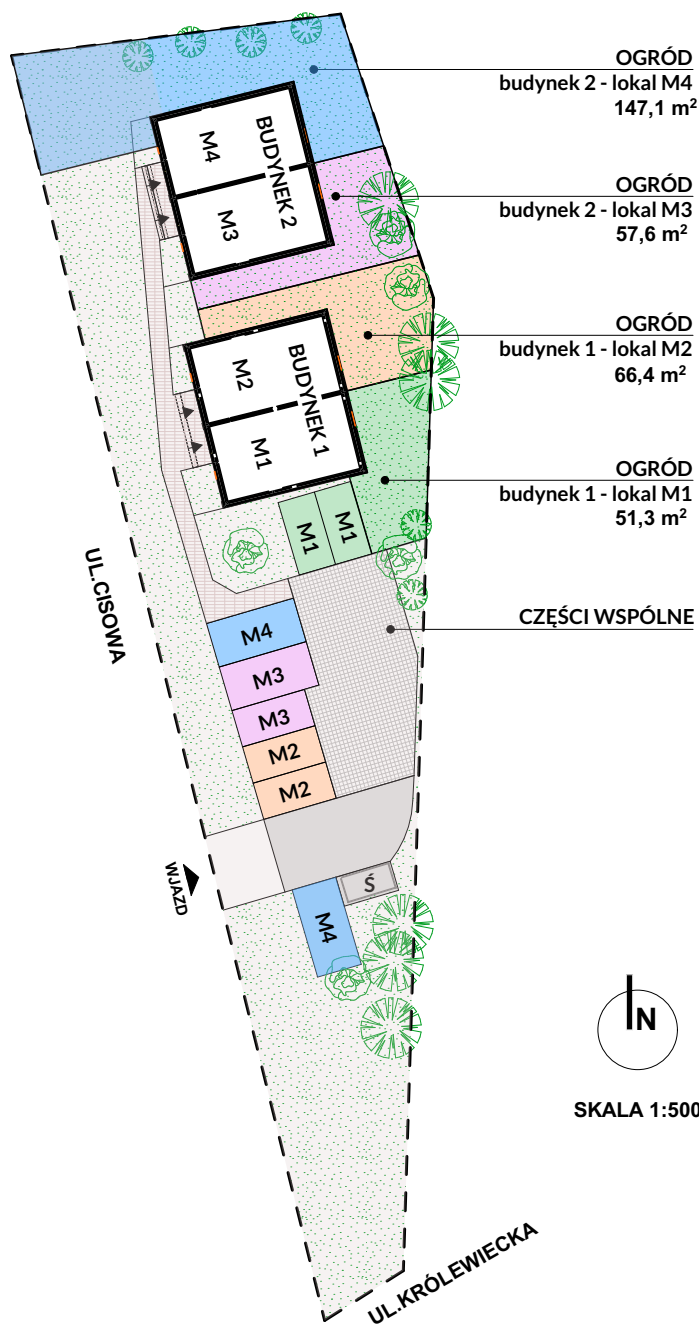 OGRÓD
budynek 2 - lokal M4
147,1 m²
M4
BUDYNEK 2
M3
OGRÓD
budynek 2 - lokal M3
57,6 m²
OGRÓD
budynek 1 - lokal M2
66,4 m²
M2
BUDYNEK 1
M1
OGRÓD
budynek 1 - lokal M1
51,3 m²
M1
M1
UL.CISOWA
CZĘŚCI WSPÓLNE
M4
M3
M3
M2
M2
WJAZD
Ś
M4
N
SKALA 1:500
UL.KRÓLEWIECKA